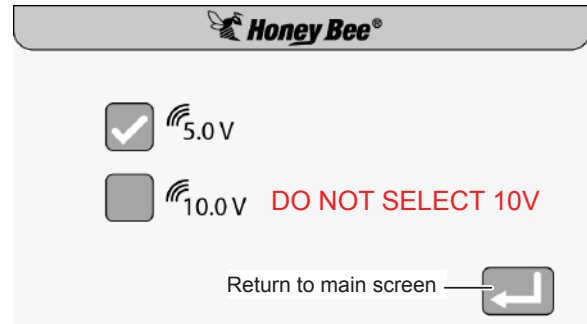 Honey Bee®
5.0 V
10.0 V DO NOT SELECT 10V
Return to main screen